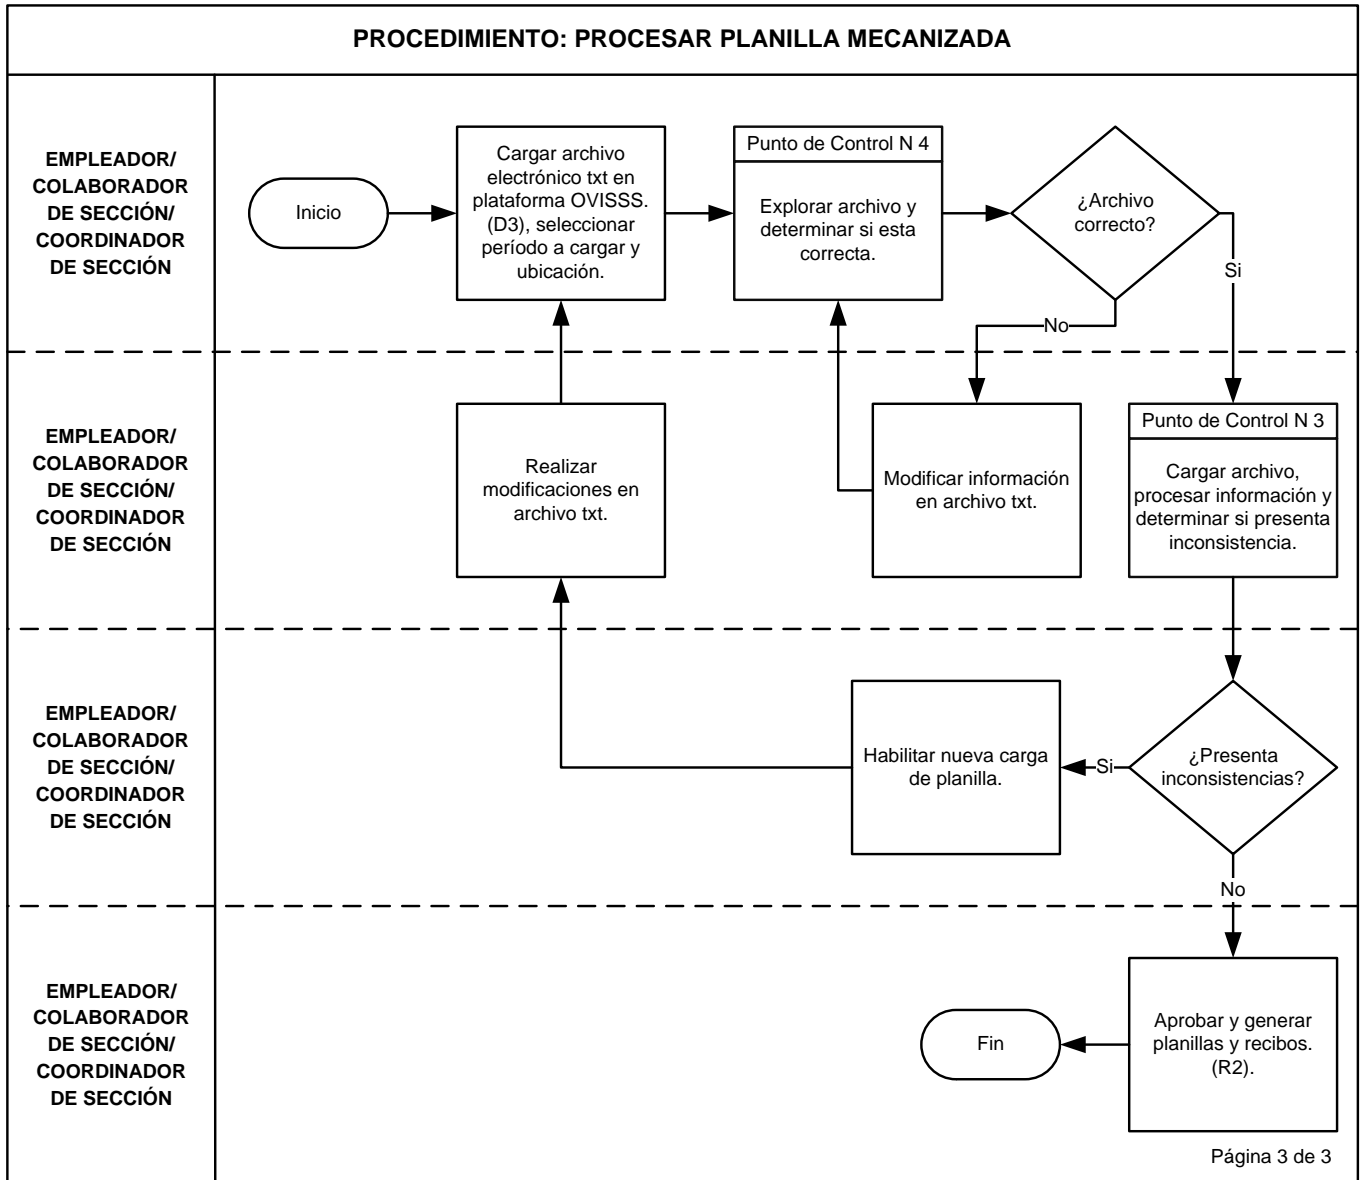 PROCEDIMIENTO: PROCESAR PLANILLA MECANIZADA
EMPLEADOR/
COLABORADOR
DE SECCIÓN/
COORDINADOR
DE SECCIÓN
Inicio
Cargar archivo
electrónico txt en
plataforma OVISSS.
(D3), seleccionar
período a cargar y
ubicación.
Punto de Control N 4
Explorar archivo y
determinar si esta
correcta.
¿Archivo
correcto?
Si
No
EMPLEADOR/
COLABORADOR
DE SECCIÓN/
COORDINADOR
DE SECCIÓN
Realizar
modificaciones en
archivo txt.
Modificar información
en archivo txt.
Punto de Control N 3
Cargar archivo,
procesar información y
determinar si presenta
inconsistencia.
EMPLEADOR/
COLABORADOR
DE SECCIÓN/
COORDINADOR
DE SECCIÓN
Habilitar nueva carga
de planilla.
Si
¿Presenta
inconsistencias?
No
EMPLEADOR/
COLABORADOR
DE SECCIÓN/
COORDINADOR
DE SECCIÓN
Fin
Aprobar y generar
planillas y recibos.
(R2).
Página 3 de 3